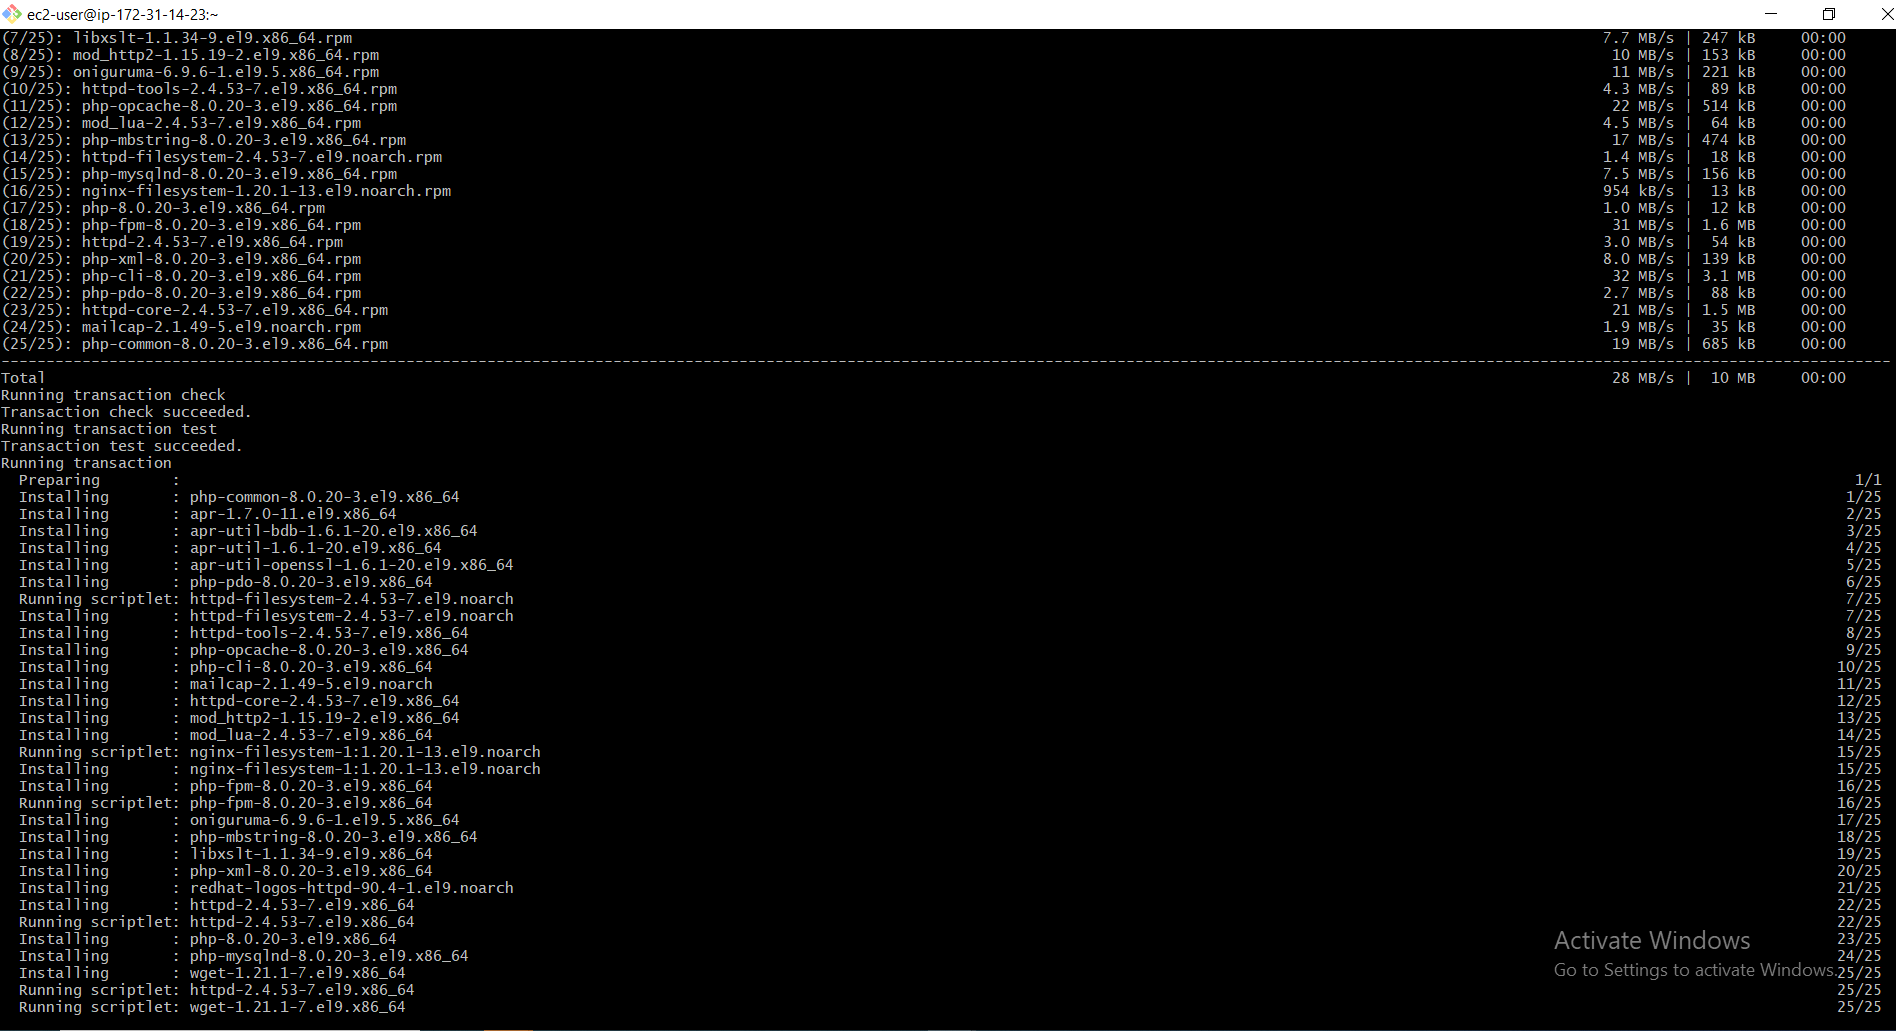 ec2-user@ip-172-31-14-23:~
(7/25): libxslt-1.1.34-9.el9.x86_64.rpm 7.7 MB/s | 247 kB 00:00
(8/25): mod_http2-1.15.19-2.el9.x86_64.rpm 10 MB/s | 153 kB 00:00
(9/25): oniguruma-6.9.6-1.el9.5.x86_64.rpm 11 MB/s | 221 kB 00:00
(10/25): httpd-tools-2.4.53-7.el9.x86_64.rpm 4.3 MB/s | 89 kB 00:00
(11/25): php-opcache-8.0.20-3.el9.x86_64.rpm 22 MB/s | 514 kB 00:00
(12/25): mod_lua-2.4.53-7.el9.x86_64.rpm 4.5 MB/s | 64 kB 00:00
(13/25): php-mbstring-8.0.20-3.el9.x86_64.rpm 17 MB/s | 474 kB 00:00
(14/25): httpd-filesystem-2.4.53-7.el9.noarch.rpm 1.4 MB/s | 18 kB 00:00
(15/25): php-mysqlnd-8.0.20-3.el9.x86_64.rpm 7.5 MB/s | 156 kB 00:00
(16/25): nginx-filesystem-1.20.1-13.el9.noarch.rpm 954 kB/s | 13 kB 00:00
(17/25): php-8.0.20-3.el9.x86_64.rpm 1.0 MB/s | 12 kB 00:00
(18/25): php-fpm-8.0.20-3.el9.x86_64.rpm 31 MB/s | 1.6 MB 00:00
(19/25): httpd-2.4.53-7.el9.x86_64.rpm 3.0 MB/s | 54 kB 00:00
(20/25): php-xml-8.0.20-3.el9.x86_64.rpm 8.0 MB/s | 139 kB 00:00
(21/25): php-cli-8.0.20-3.el9.x86_64.rpm 32 MB/s | 3.1 MB 00:00
(22/25): php-pdo-8.0.20-3.el9.x86_64.rpm 2.7 MB/s | 88 kB 00:00
(23/25): httpd-core-2.4.53-7.el9.x86_64.rpm 21 MB/s | 1.5 MB 00:00
(24/25): mailcap-2.1.49-5.el9.noarch.rpm 1.9 MB/s | 35 kB 00:00
(25/25): php-common-8.0.20-3.el9.x86_64.rpm 19 MB/s | 685 kB 00:00
Total 28 MB/s | 10 MB 00:00
Running transaction check
Transaction check succeeded.
Running transaction test
Transaction test succeeded.
Running transaction
Preparing : 1/1
Installing : php-common-8.0.20-3.el9.x86_64 1/25
Installing : apr-1.7.0-11.el9.x86_64 2/25
Installing : apr-util-bdb-1.6.1-20.el9.x86_64 3/25
Installing : apr-util-1.6.1-20.el9.x86_64 4/25
Installing : apr-util-openssl-1.6.1-20.el9.x86_64 5/25
Installing : php-pdo-8.0.20-3.el9.x86_64 6/25
Running scriptlet: httpd-filesystem-2.4.53-7.el9.noarch 7/25
Installing : httpd-filesystem-2.4.53-7.el9.noarch 7/25
Installing : httpd-tools-2.4.53-7.el9.x86_64 8/25
Installing : php-opcache-8.0.20-3.el9.x86_64 9/25
Installing : php-cli-8.0.20-3.el9.x86_64 10/25
Installing : mailcap-2.1.49-5.el9.noarch 11/25
Installing : httpd-core-2.4.53-7.el9.x86_64 12/25
Installing : mod_http2-1.15.19-2.el9.x86_64 13/25
Installing : mod_lua-2.4.53-7.el9.x86_64 14/25
Running scriptlet: nginx-filesystem-1:1.20.1-13.el9.noarch 15/25
Installing : nginx-filesystem-1:1.20.1-13.el9.noarch 15/25
Installing : php-fpm-8.0.20-3.el9.x86_64 16/25
Running scriptlet: php-fpm-8.0.20-3.el9.x86_64 16/25
Installing : oniguruma-6.9.6-1.el9.5.x86_64 17/25
Installing : php-mbstring-8.0.20-3.el9.x86_64 18/25
Installing : libxslt-1.1.34-9.el9.x86_64 19/25
Installing : php-xml-8.0.20-3.el9.x86_64 20/25
Installing : redhat-logos-httpd-90.4-1.el9.noarch 21/25
Installing : httpd-2.4.53-7.el9.x86_64 22/25
Running scriptlet: httpd-2.4.53-7.el9.x86_64 22/25
Installing : php-8.0.20-3.el9.x86_64 23/25
Installing : php-mysqlnd-8.0.20-3.el9.x86_64 24/25
Installing : wget-1.21.1-7.el9.x86_64 25/25
Running scriptlet: httpd-2.4.53-7.el9.x86_64 25/25
Running scriptlet: wget-1.21.1-7.el9.x86_64 25/25
Activate Windows
Go to Settings to activate Windows.